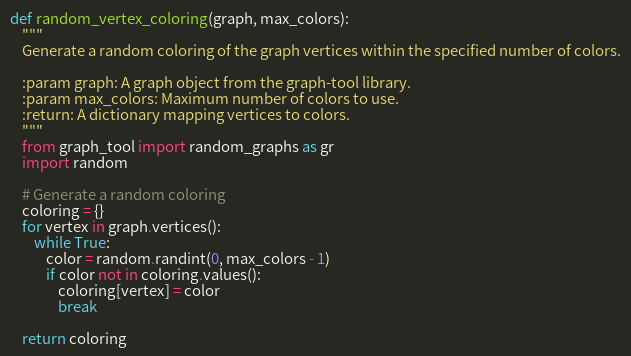 def random_vertex_coloring(graph, max_colors):
    """
    Generate a random coloring of the graph vertices within the specified number of colors.

    :param graph: A graph object from the graph-tool library.
    :param max_colors: Maximum number of colors to use.
    :return: A dictionary mapping vertices to colors.
    """
    from graph_tool import random_graphs as gr
    import random

    # Generate a random coloring
    coloring = {}
    for vertex in graph.vertices():
        while True:
            color = random.randint(0, max_colors - 1)
            if color not in coloring.values():
                coloring[vertex] = color
                break

    return coloring